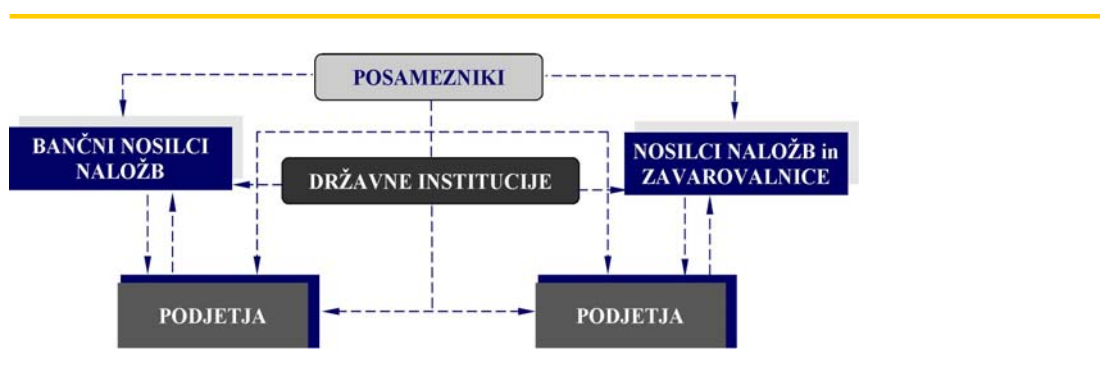 POSAMEZNIKI
BANČNI NOSILCI
NALOŽB
DRŽAVNE INSTITUCIJE
NOSILCI NALOŽB in
ZAVAROVALNICE
PODJETJA
PODJETJA